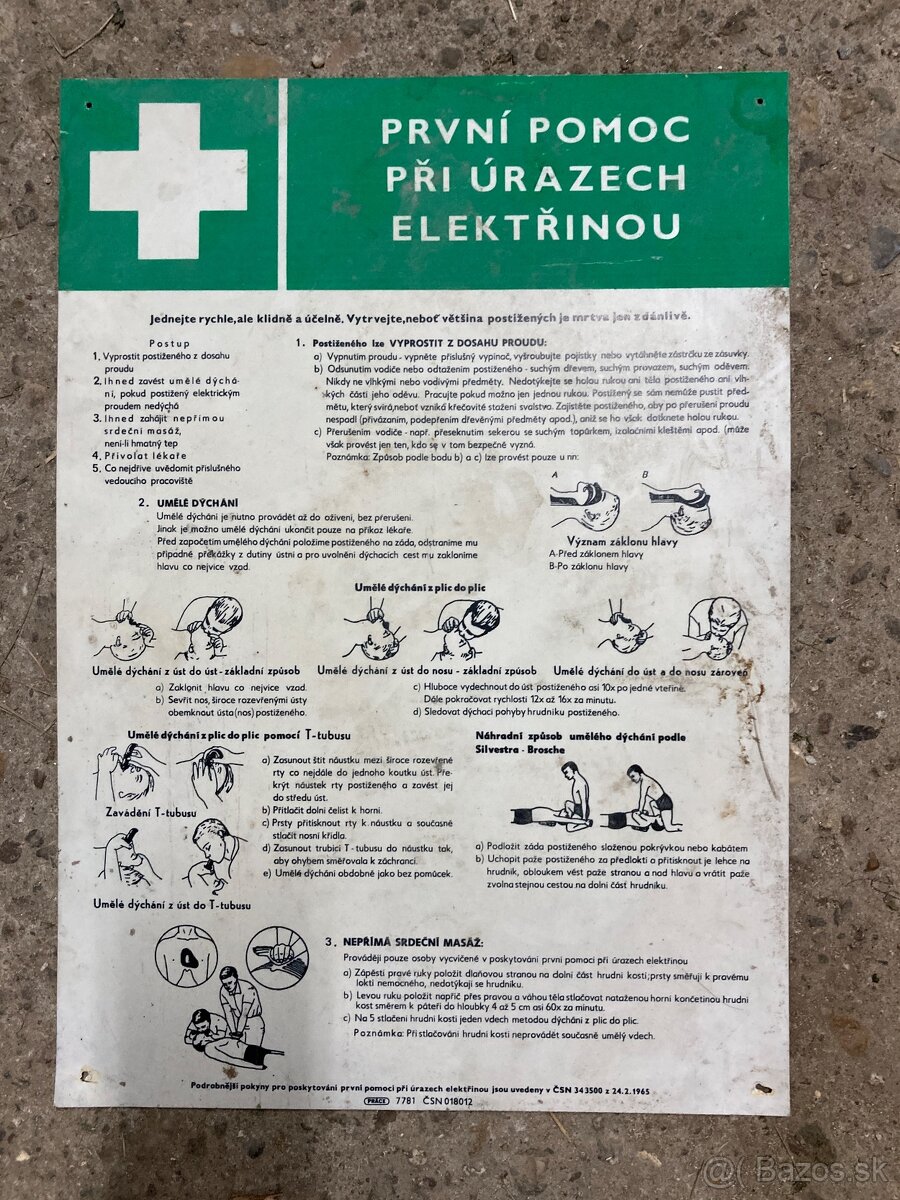 PRVNÍ POMOC
PŘI ÚRAZECH
ELEKTŘINOU
Jednejte rychle, ale klidně a účelně. Vytrvejte, neboť většina postižených je mrtva jen zdánlivě.
Postup
1. Vyprostit postiženého z dosahu
proudu
2. Ihned zavést umělé dýchá-
ní, pokud postižený elektrickým
proudem nedýchá
3. Ihned zahájit nepřímou
srdeční masáž,
není-li hmatný tep
4. Přivolat lékaře
5. Co nejdříve uvědomit příslušného
vedoucího pracoviště
1. Postiženého lze VYPROSTIT Z DOSAHU PROUDU:
a) Vypnutím proudu - vypněte příslušný vypínač, vyšroubujte pojistky nebo vytáhněte zástrčku ze zásuvky.
b) Odsunutím vodiče nebo odtažením postiženého - suchým dřevem, suchým provazem, suchým oděvem.
Nikdy ne vlhkými nebo vodivými předměty. Nedotýkejte se holou rukou ani těla postiženého ani vlh-
kých částí jeho oděvu. Pracujte pokud možno jen jednou rukou. Postižený se sám nemůže pustit před-
mětu, který svírá, neboť vzniká křečovité stažení svalstva. Zajistěte postiženého, aby po přerušení proudu
nespadl (přivázáním, podepřením dřevěnými předměty apod.), aniž se ho však dotknete holou rukou.
c) Přerušením vodiče - např. přeseknutím sekerou se suchým topůrkem, izolačními kleštěmi apod. (může
však provést jen ten, kdo se v tom bezpečně vyzná.
Poznámka: Způsob podle bodu b) a c) lze provést pouze u nn:
2. UMĚLÉ DÝCHÁNÍ
Umělé dýchání je nutno provádět až do oživení, bez přerušení.
Jinak je možno umělé dýchání ukončit pouze na příkaz lékaře.
Před započetím umělého dýchání položíme postiženého na záda, odstraníme mu
případné překážky z dutiny ústní a pro uvolnění dýchacích cest mu zakloníme
hlavu co nejvíce vzad.
A B
Význam záklonu hlavy
A-Před záklonem hlavy
B-Po záklonu hlavy
Umělé dýchání z plic do plic
Umělé dýchání z úst do úst - základní způsob
Umělé dýchání z úst do nosu - základní způsob
Umělé dýchání do úst a do nosu zároveň
a) Zaklonit hlavu co nejvíce vzad.
b) Sevřít nos, široce rozevřenými ústy
obemknout ústa (nos) postiženého.
c) Hluboce vydechnout do úst postiženého asi 10x po jedné vteřině.
Dále pokračovat rychlostí 12x až 16x za minutu.
d) Sledovat dýchací pohyby hrudníku postiženého.
Umělé dýchání z plic do plic pomocí T-tubusu
Zavádění T-tubusu
Umělé dýchání z úst do T-tubusu
a) Zasunout štít náustku mezi široce rozevřené
rty co nejdále do jednoho koutku úst. Pře-
krýt náustek rty postiženého a zavést jej
do středu úst.
b) Přitlačit dolní čelist k horní.
c) Prsty přitisknout rty k náustku a současně
stlačit nosní křídla.
d) Zasunout trubici T-tubusu do náustku tak,
aby ohybem směřovala k záchranci.
e) Umělé dýchání obdobně jako bez pomůcek.
Náhradní způsob umělého dýchání podle
Silvestra - Brosche
a) Podložit záda postiženého složenou pokrývkou nebo kabátem
b) Uchopit paže postiženého za předloktí a přitisknout je lehce na
hrudník, obloukem vést paže stranou a nad hlavu a vrátit paže
zvolna stejnou cestou na dolní část hrudníku.
3. NEPŘÍMÁ SRDEČNÍ MASÁŽ:
Provádějí pouze osoby vycvičené v poskytování první pomoci při úrazech elektřinou
a) Zápěstí pravé ruky položit dlaňovou stranou na dolní část hrudní kosti; prsty směřují k pravému
lokti nemocného, nedotýkají se hrudníku.
b) Levou ruku položit napříč přes pravou a váhou těla stlačovat nataženou horní končetinou hrudní
kost směrem k páteři do hloubky 4 až 5 cm asi 60x za minutu.
c) Na 5 stlačení hrudní kosti jeden vdech metodou dýchání z plic do plic.
Poznámka: Při stlačování hrudní kosti neprovádět současně umělý vdech.
Podrobnější pokyny pro poskytování první pomoci při úrazech elektřinou jsou uvedeny v ČSN 343500 z 24.2.1965
PRÁCE 7781 ČSN 018012
@( Bazos.sk